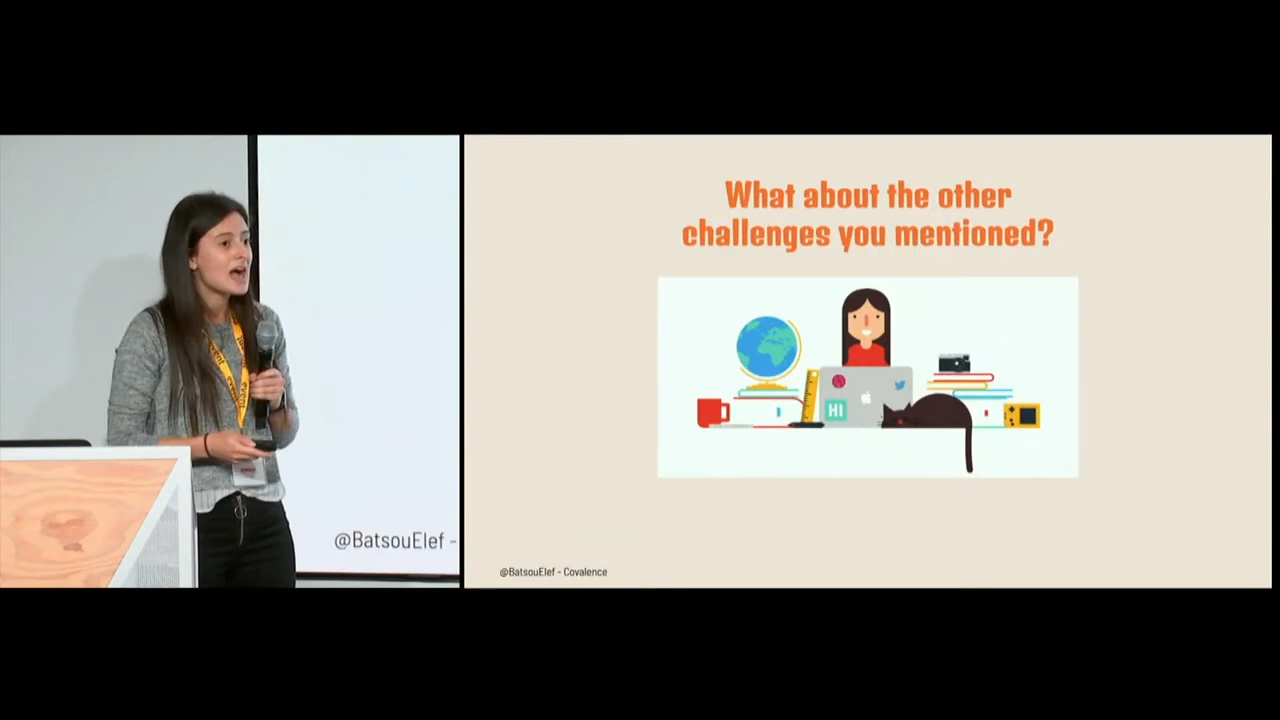 What about the other
challenges you mentioned?
HI
@BatsouElef - Covalence
@BatsouElef -